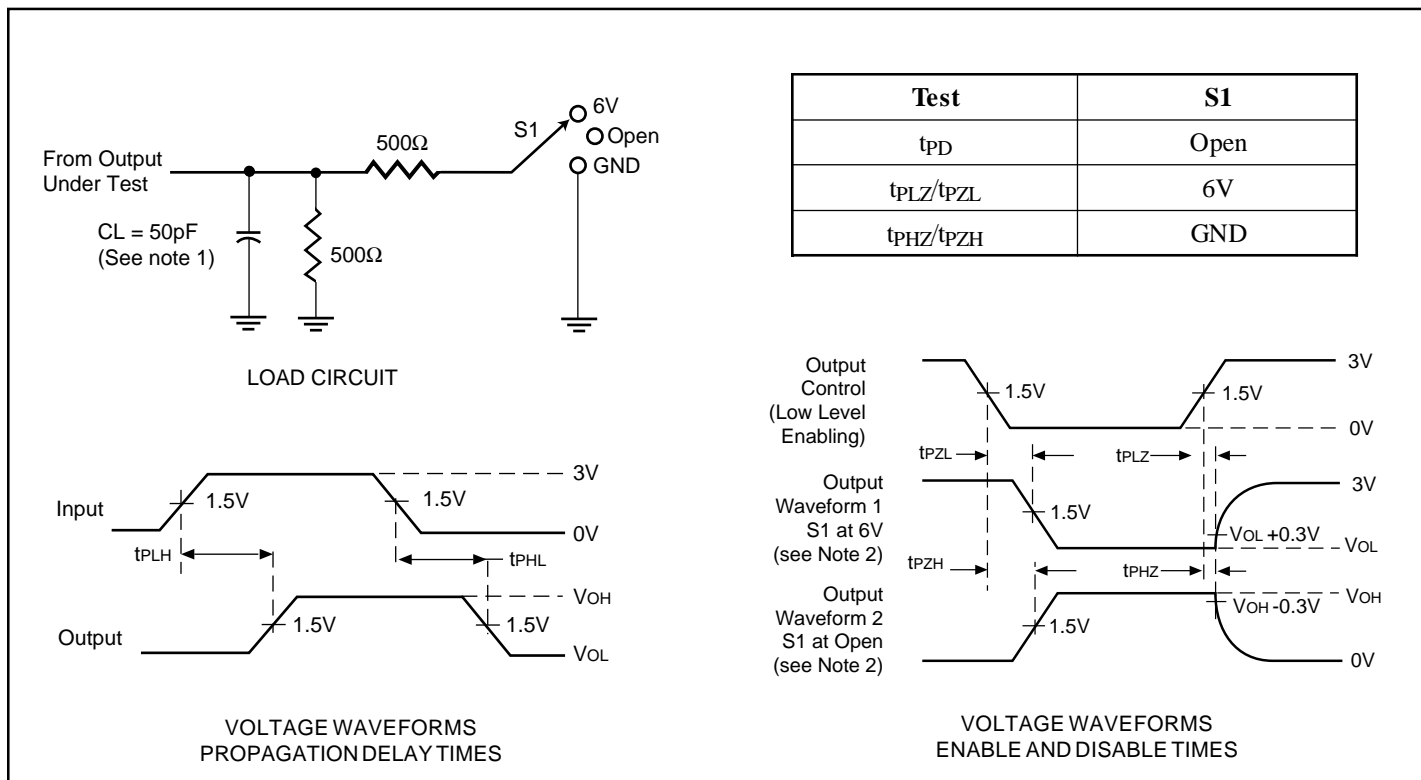 6V
S1
Open
GND
500Ω
From Output
Under Test
CL = 50pF
(See note 1)
500Ω
LOAD CIRCUIT
Test S1
tPD Open
tPLZ/tPZL 6V
tPHZ/tPZH GND
Input
1.5V
1.5V
3V
0V
tPLH
tPHL
Output
1.5V
1.5V
VOH
VOL
VOLTAGE WAVEFORMS
PROPAGATION DELAY TIMES
Output
Control
(Low Level
Enabling)
1.5V
1.5V
3V
0V
tPZL
tPLZ
Output
Waveform 1
S1 at 6V
(see Note 2)
1.5V
3V
VOL +0.3V
VOL
tPZH
tPHZ
Output
Waveform 2
S1 at Open
(see Note 2)
1.5V
VOH
VOH -0.3V
0V
VOLTAGE WAVEFORMS
ENABLE AND DISABLE TIMES